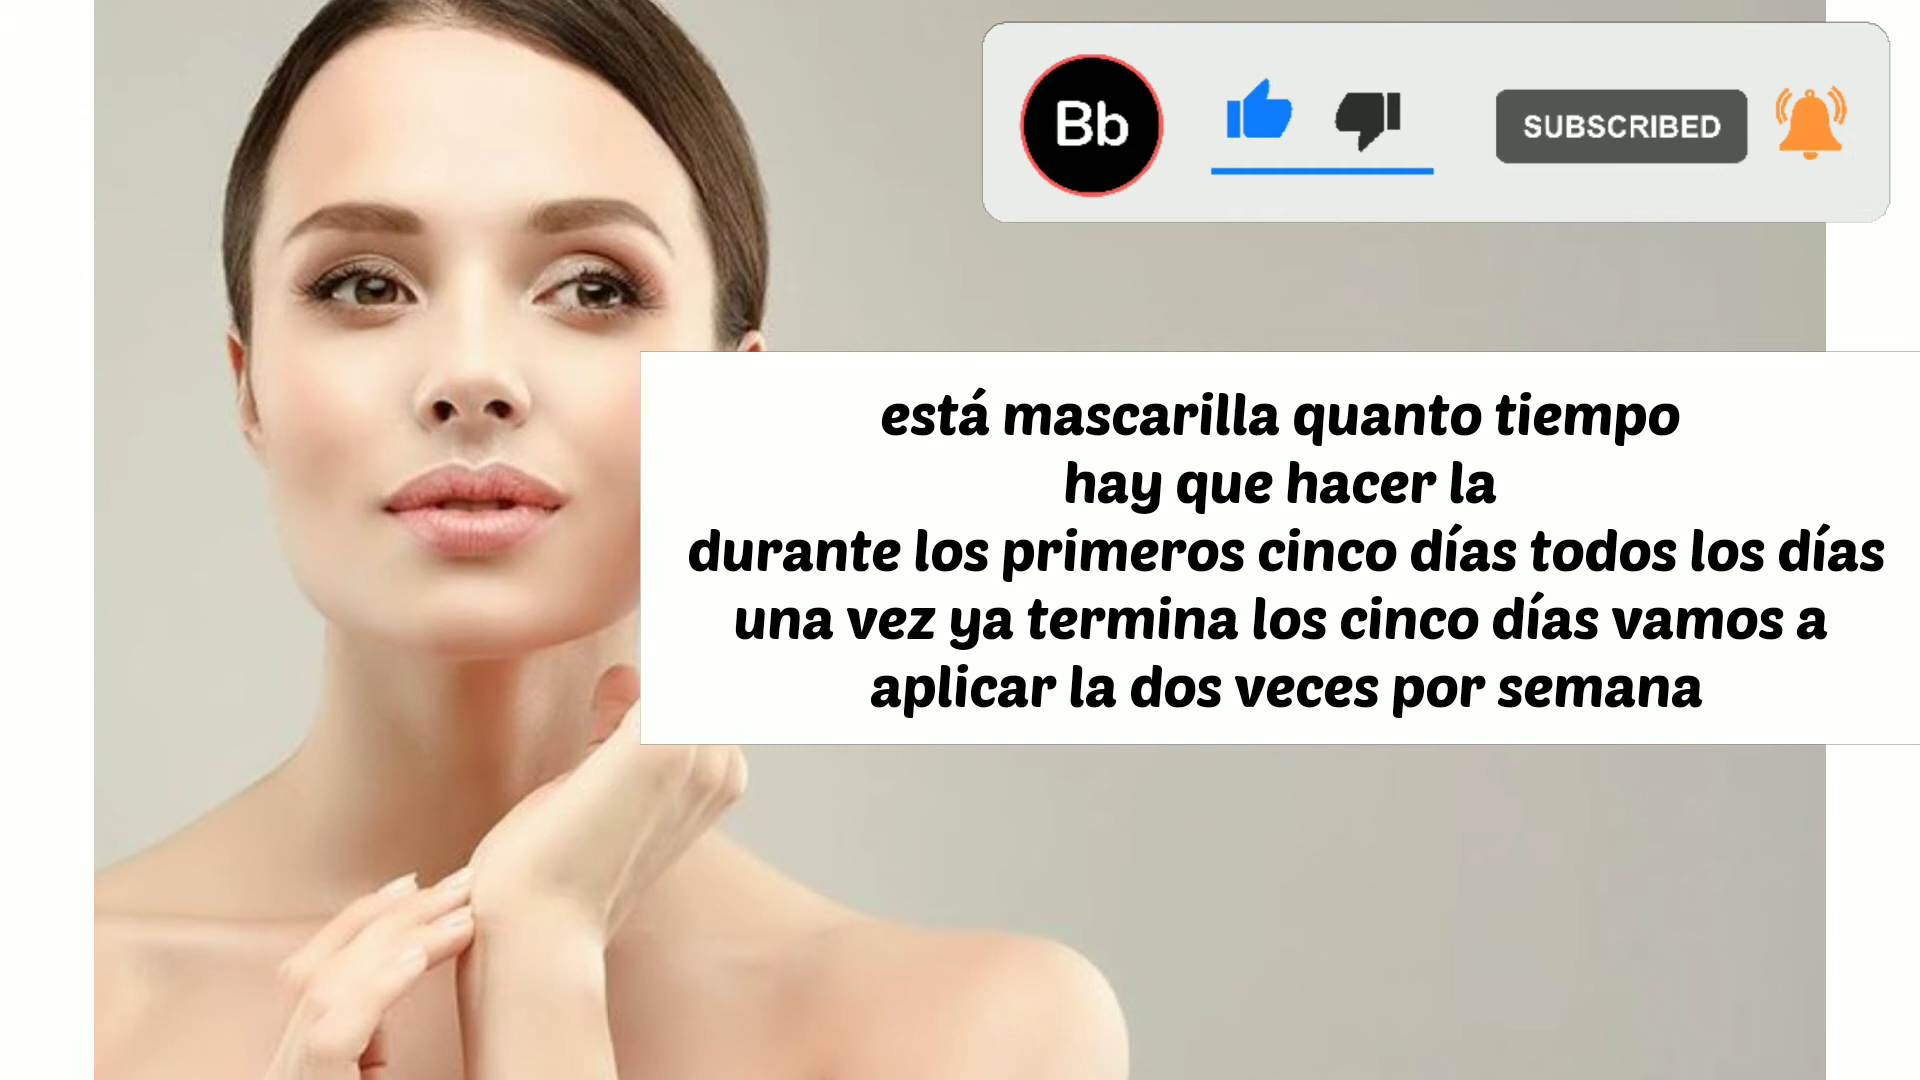 Bb
SUBSCRIBED
está mascarilla quanto tiempo
hay que hacer la
durante los primeros cinco días todos los días
una vez ya termina los cinco días vamos a
aplicar la dos veces por semana